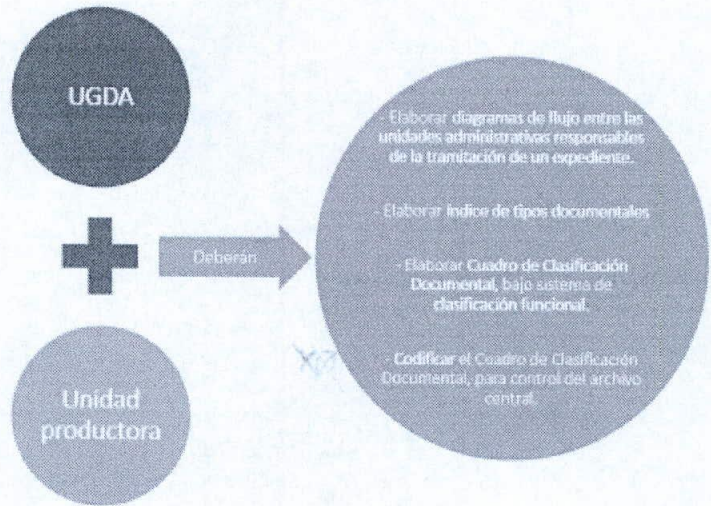 UGDA
Unidad
productora
Deberán
- Elaborar diagramas de flujo entre las
unidades administrativas responsables
de la tramitación de un expediente.
- Elaborar índice de tipos documentales
- Elaborar Cuadro de Clasificación
Documental, bajo sistema de
clasificación funcional.
- Codificar el Cuadro de Clasificación
Documental, para control del archivo
central.